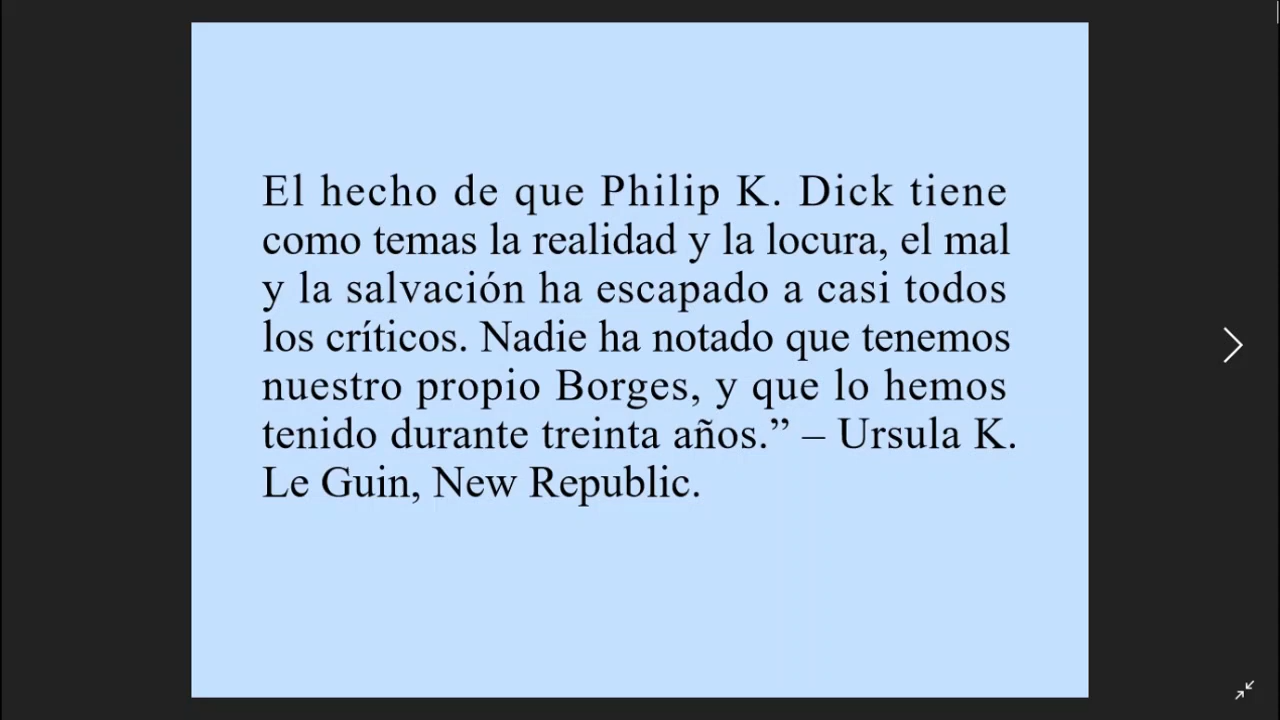 El hecho de que Philip K. Dick tiene
como temas la realidad y la locura, el mal
y la salvación ha escapado a casi todos
los críticos. Nadie ha notado que tenemos
nuestro propio Borges, y que lo hemos
tenido durante treinta años.” – Ursula K.
Le Guin, New Republic.